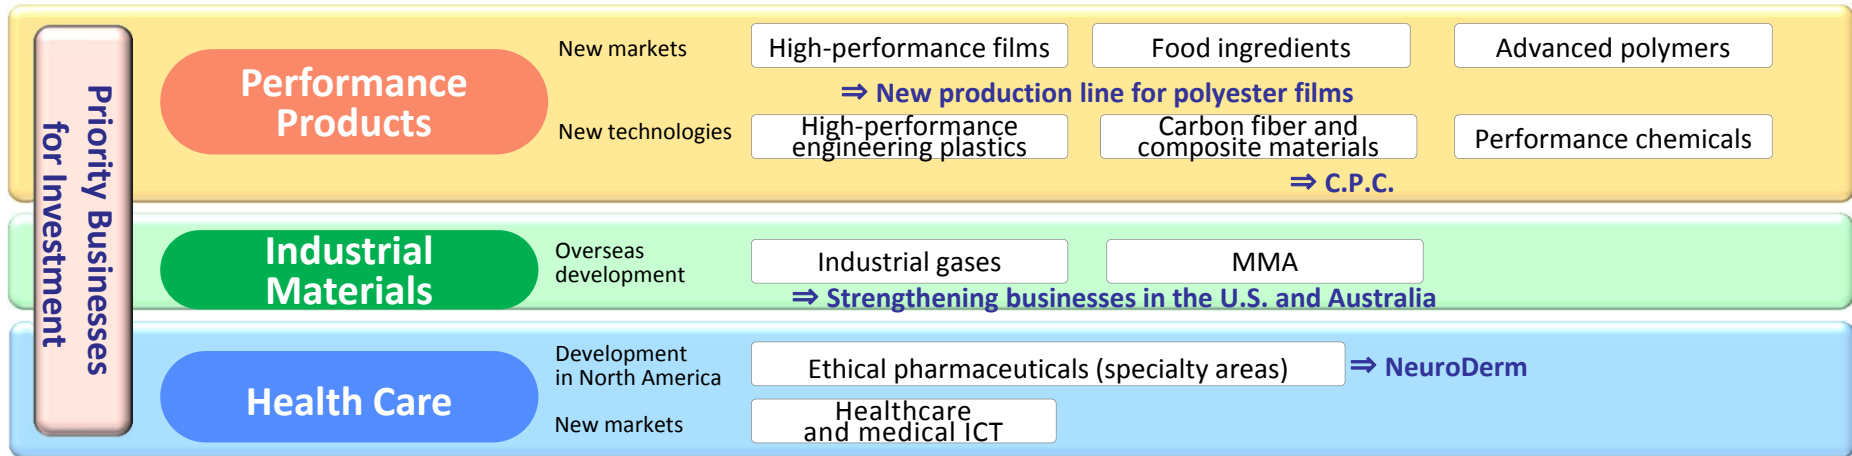 Priority Businesses
for Investment
Performance
Products
New markets
High-performance films
Food ingredients
Advanced polymers
⇒ New production line for polyester films
New technologies
High-performance
engineering plastics
Carbon fiber and
composite materials
Performance chemicals
⇒ C.P.C.
Industrial
Materials
Overseas
development
Industrial gases
MMA
⇒ Strengthening businesses in the U.S. and Australia
Health Care
Development
in North America
Ethical pharmaceuticals (specialty areas)
⇒ NeuroDerm
New markets
Healthcare
and medical ICT